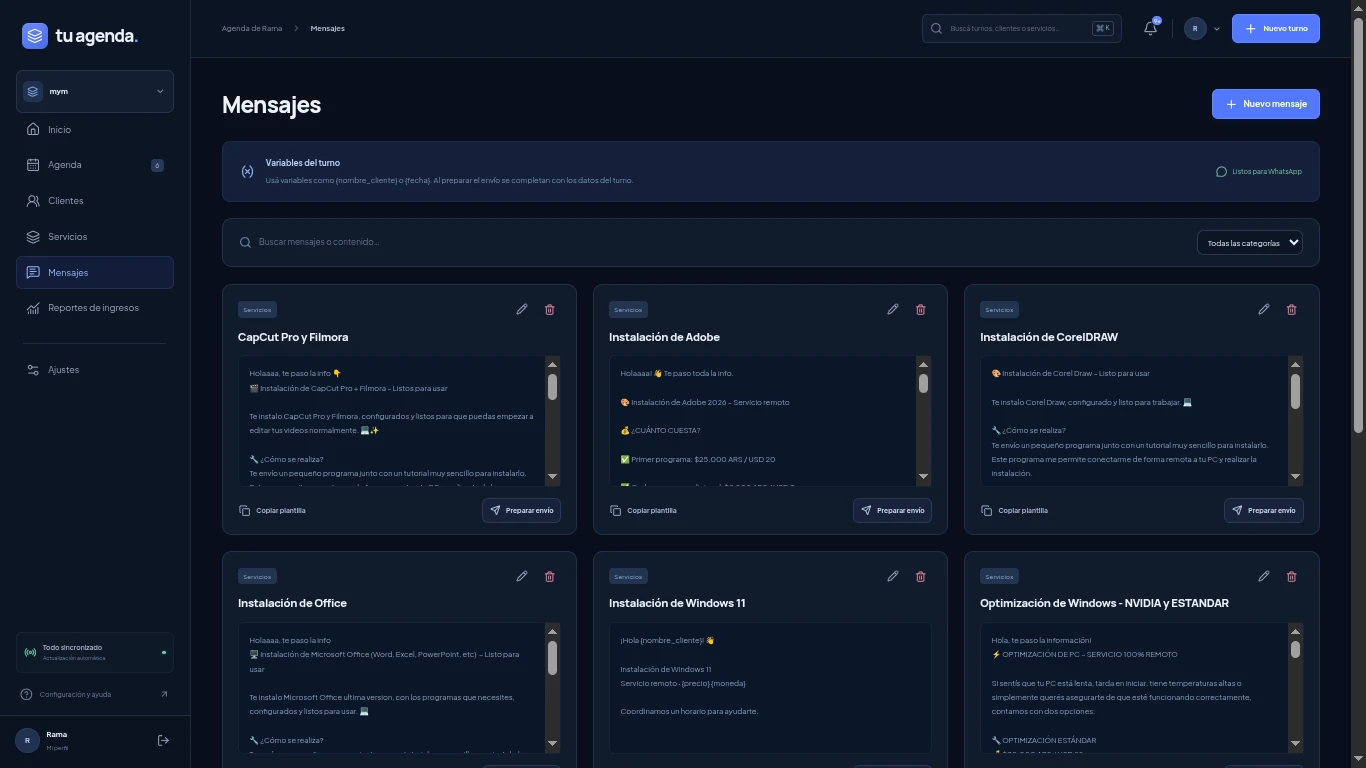 tu agenda.
mym
Inicio
Agenda
6
Clientes
Servicios
Mensajes
Reportes de ingresos
Ajustes
Todo sincronizado
Actualización automática
Configuración y ayuda
R
Rama
Mi perfil
Agenda de Rama
Mensajes
Buscá turnos, clientes o servicios...
⌘ K
9+
R
Nuevo turno
Mensajes
Nuevo mensaje
Variables del turno
Usá variables como {nombre_cliente} o {fecha}. Al preparar el envío se completan con los datos del turno.
Listos para WhatsApp
Buscar mensajes o contenido...
Todas las categorías
Servicios
CapCut Pro y Filmora
Holaaaa, te paso la info 👇
🎬 Instalación de CapCut Pro + Filmora – Listos para usar
Te instalo CapCut Pro y Filmora, configurados y listos para que puedas empezar a
editar tus videos normalmente. 💻✨
🔧 ¿Cómo se realiza?
Te envío un pequeño programa junto con un tutorial muy sencillo para instalarlo.
Copiar plantilla
Preparar envío
Servicios
Instalación de Adobe
Holaaaa! 👋 Te paso toda la info.
🎨 Instalación de Adobe 2026 – Servicio remoto
💰 ¿CUÁNTO CUESTA?
✅ Primer programa: $25.000 ARS / USD 20
Copiar plantilla
Preparar envío
Servicios
Instalación de CorelDRAW
🎨 Instalación de Corel Draw – Listo para usar
Te instalo Corel Draw, configurado y listo para trabajar. 💻
🔧 ¿Cómo se realiza?
Te envío un pequeño programa junto con un tutorial muy sencillo para instalarlo.
Este programa me permite conectarme de forma remota a tu PC y realizar la
instalación.
Copiar plantilla
Preparar envío
Servicios
Instalación de Office
Holaaaa, te paso la info
🖥️ Instalación de Microsoft Office (Word, Excel, PowerPoint, etc) – Listo para
usar
Te instalo Microsoft Office ultima version, con los programas que necesites,
configurados y listos para usar. 💻
🔧 ¿Cómo se realiza?
Servicios
Instalación de Windows 11
¡Hola {nombre_cliente}! 👋
Instalación de Windows 11
Servicio remoto · {precio} {moneda}
Coordinamos un horario para ayudarte.
Servicios
Optimización de Windows - NVIDIA y ESTANDAR
Hola, te paso la información!
⚡ OPTIMIZACIÓN DE PC – SERVICIO 100% REMOTO
Si sentís que tu PC está lenta, tarda en iniciar, tiene temperaturas altas o
simplemente querés asegurarte de que esté funcionando correctamente,
contamos con dos opciones:
🔧 OPTIMIZACIÓN ESTÁNDAR